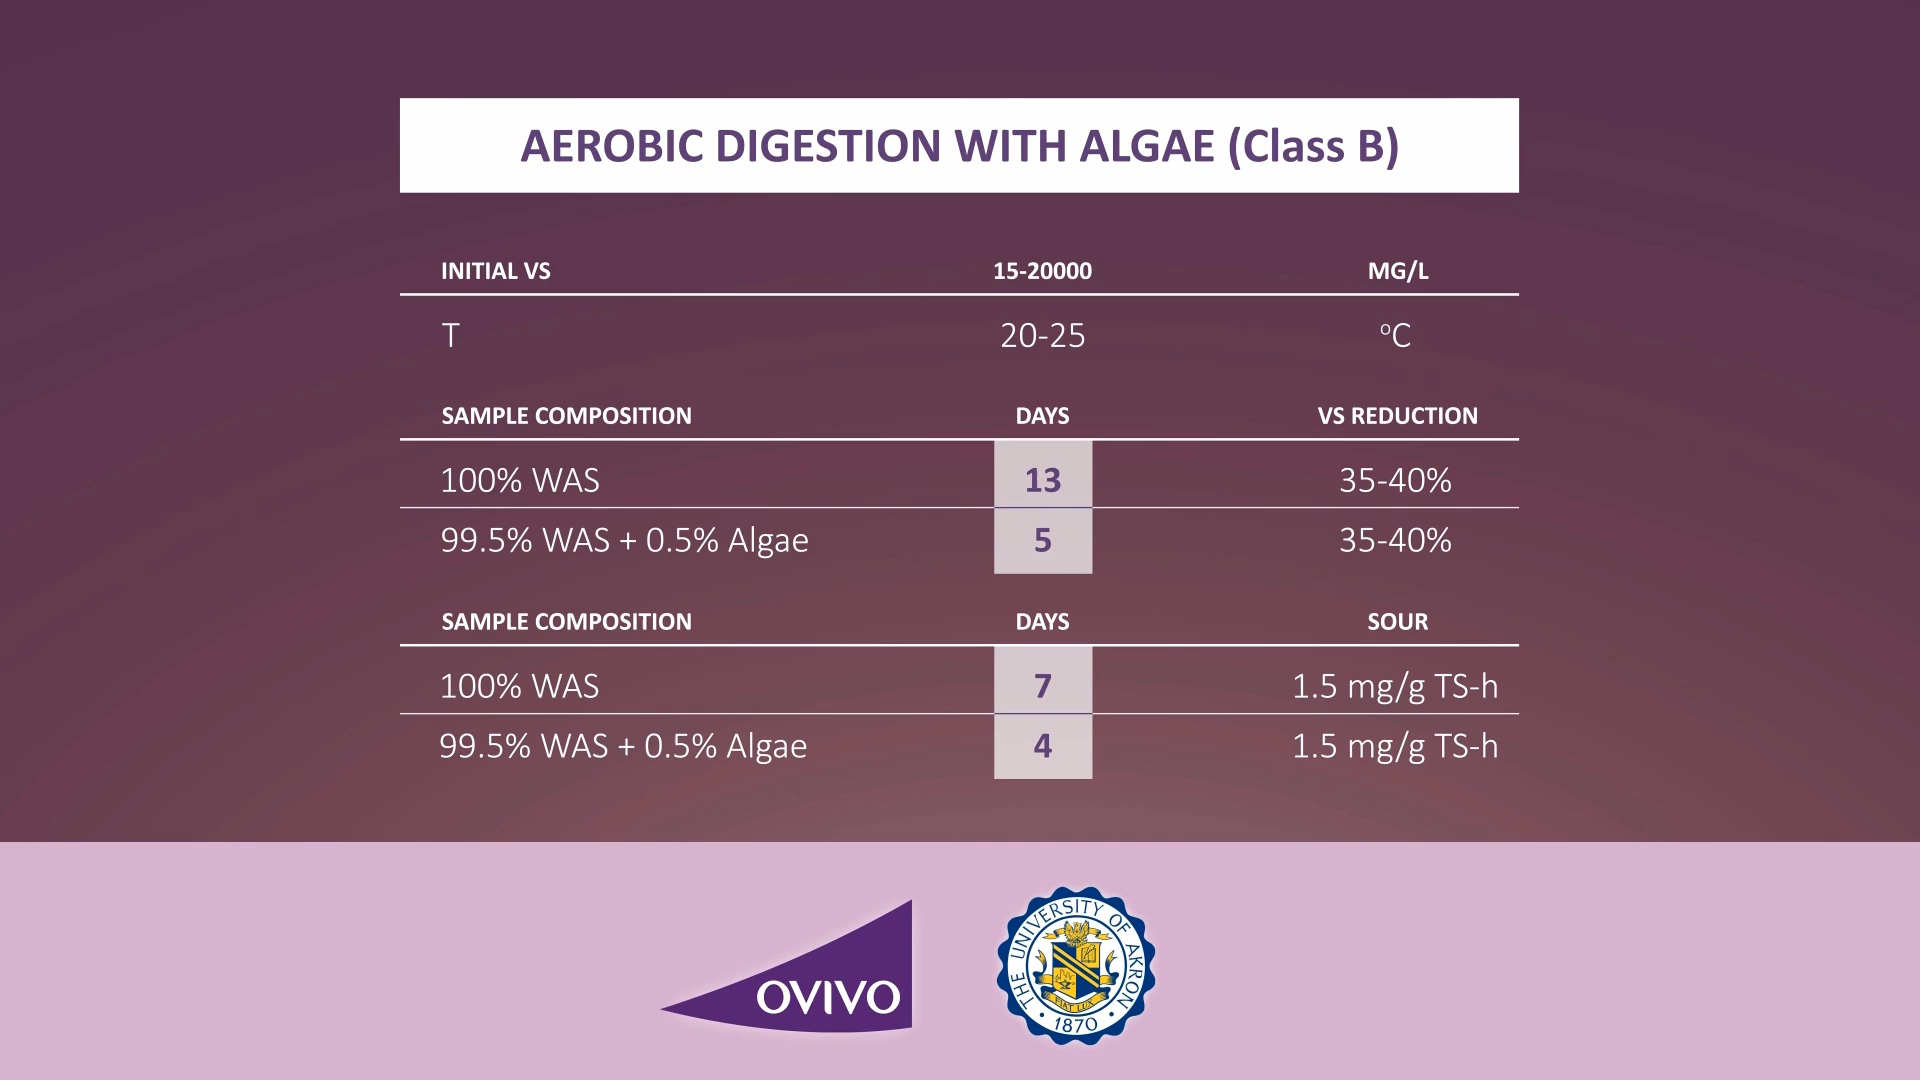 AEROBIC DIGESTION WITH ALGAE (Class B)
INITIAL VS 15-20000 MG/L
T 20-25 °C
SAMPLE COMPOSITION DAYS VS REDUCTION
100% WAS 13 35-40%
99.5% WAS + 0.5% Algae 5 35-40%
SAMPLE COMPOSITION DAYS SOUR
100% WAS 7 1.5 mg/g TS-h
99.5% WAS + 0.5% Algae 4 1.5 mg/g TS-h
OVIVO
THE UNIVERSITY OF AKRON
FIAT LUX
• 1870 •